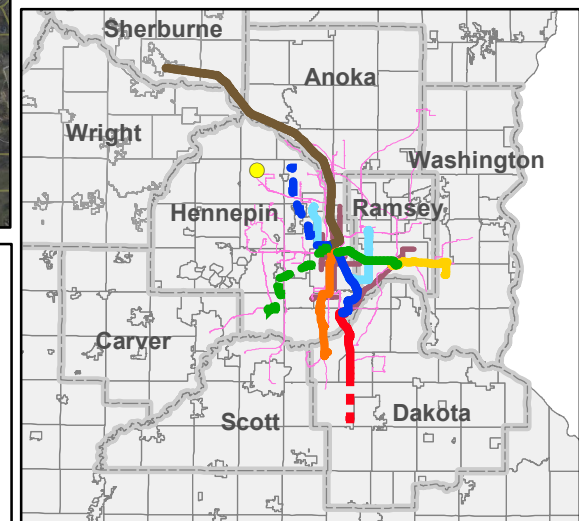 Sherburne
Anoka
Wright
Washington
Hennepin
Ramsey
Carver
Scott
Dakota